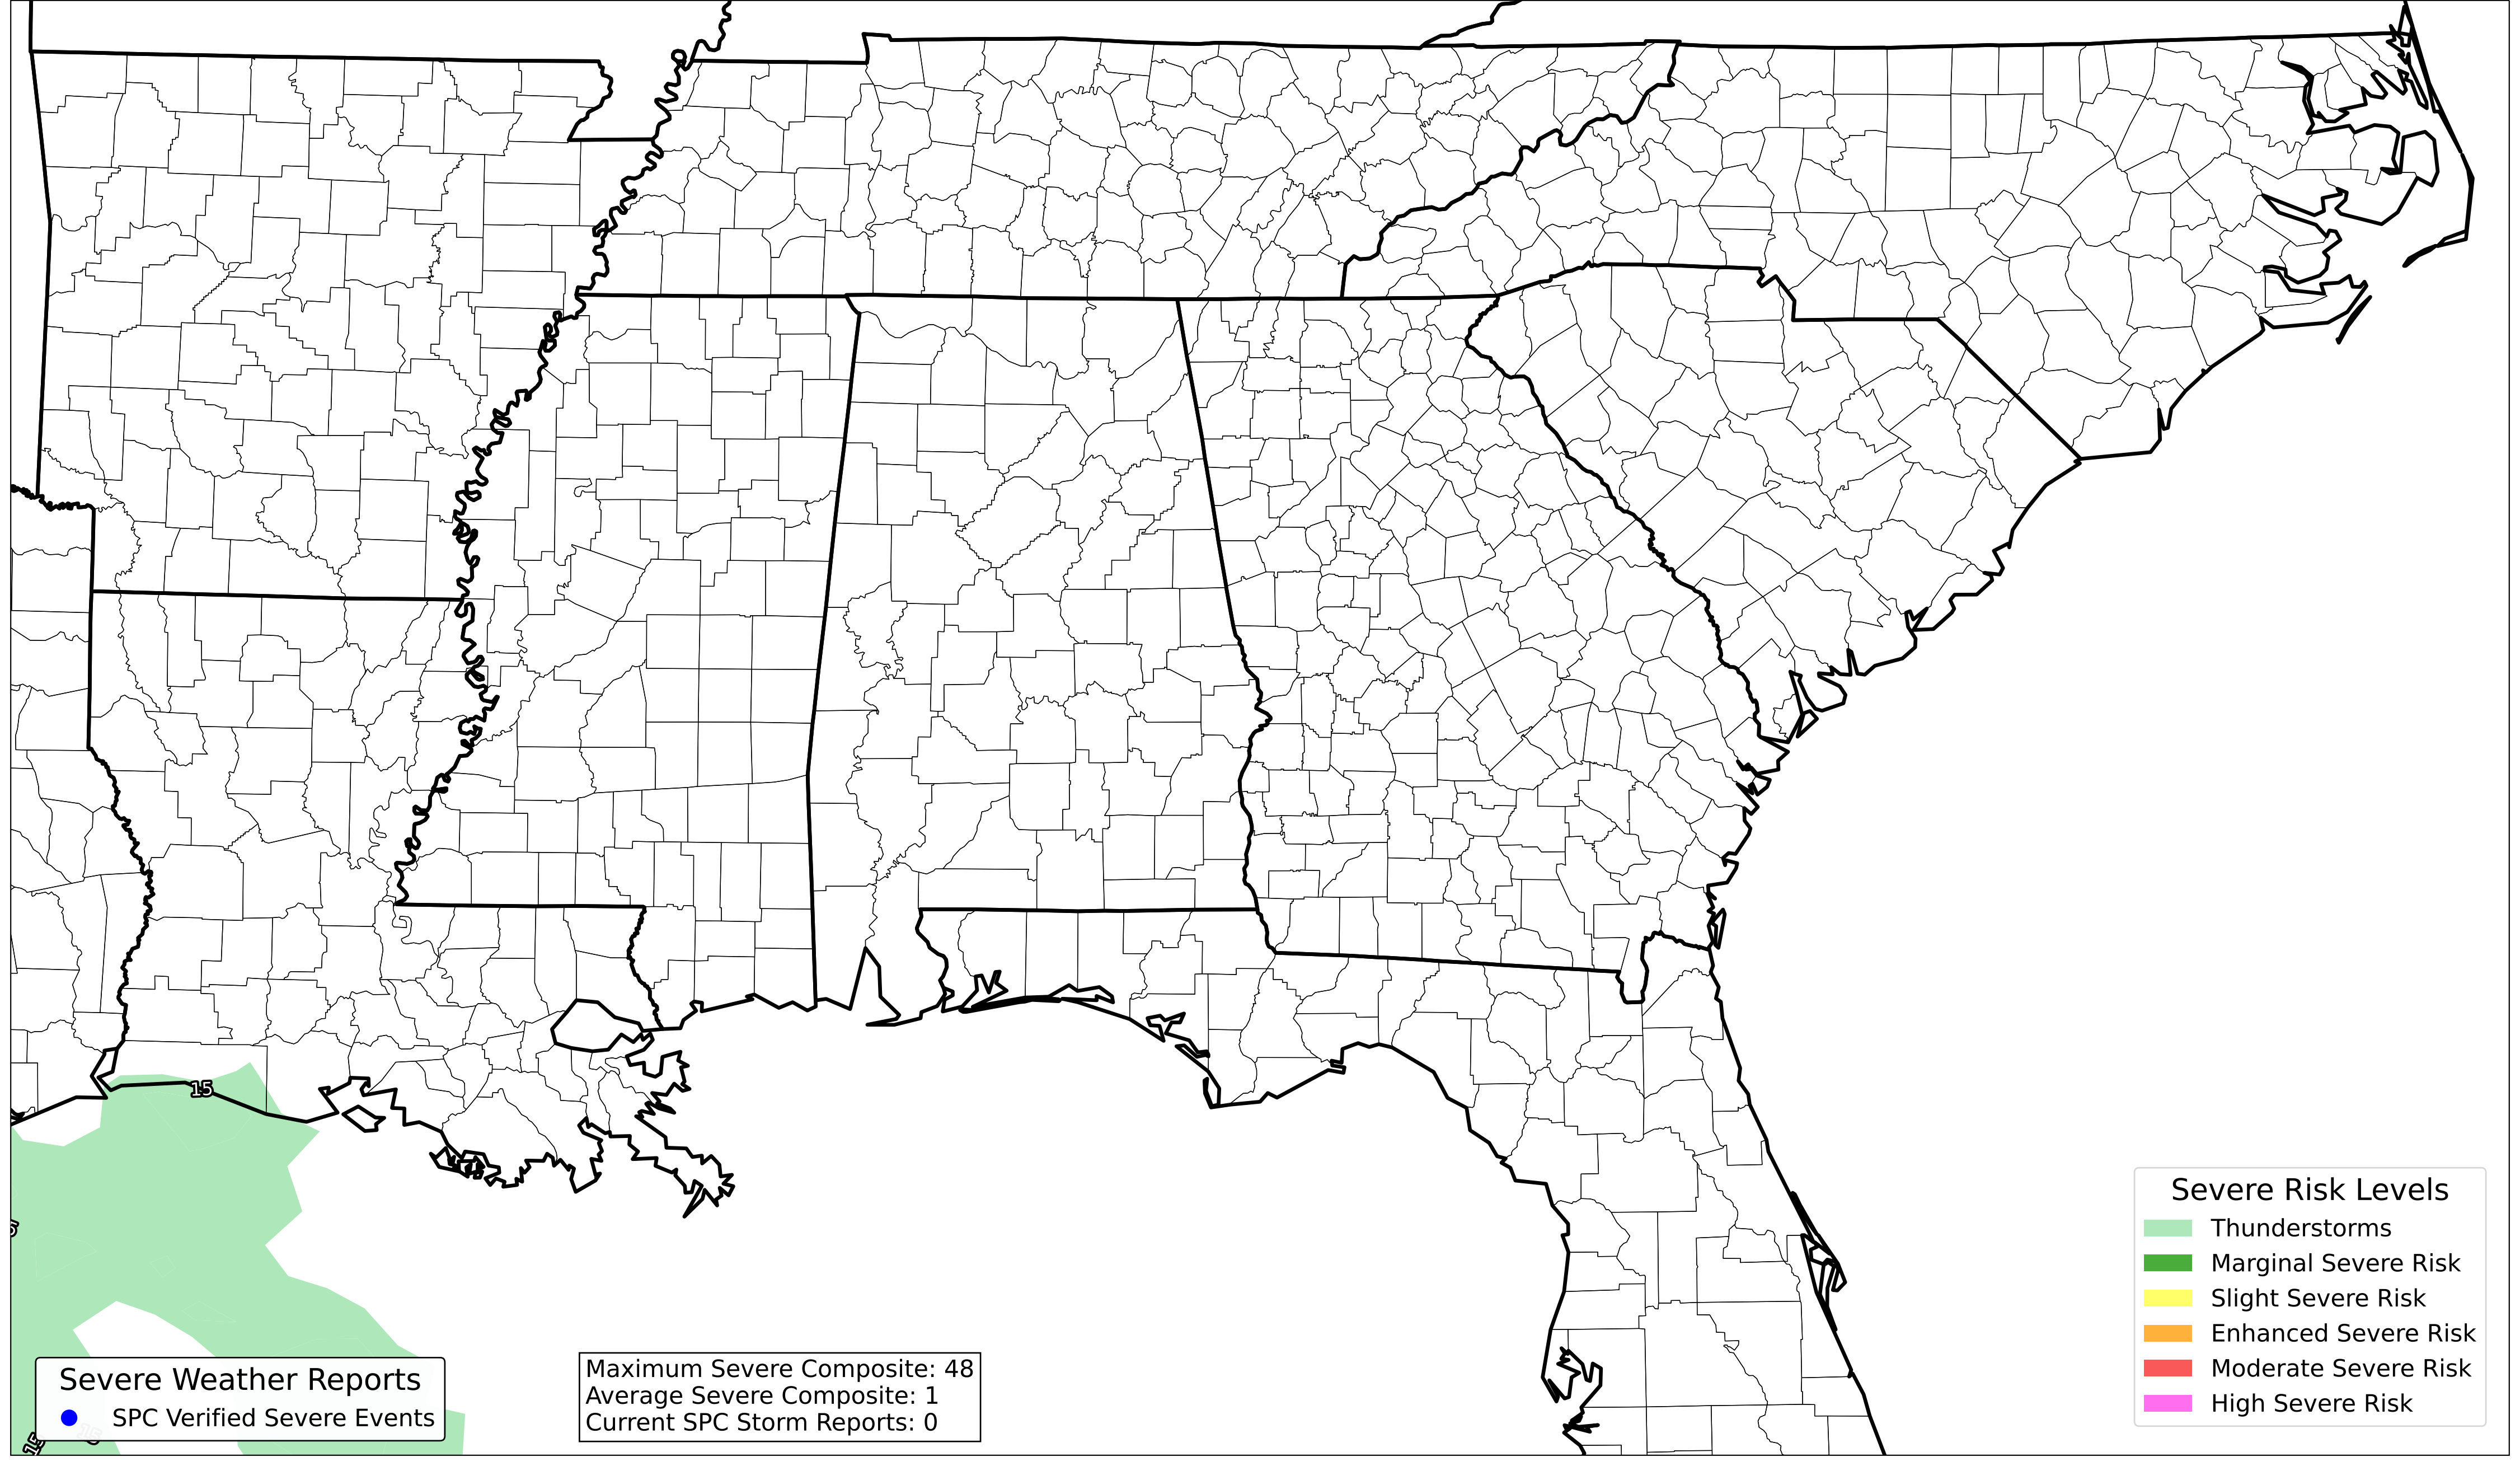 15
Severe Risk Levels
Thunderstorms
Marginal Severe Risk
Slight Severe Risk
Enhanced Severe Risk
Moderate Severe Risk
High Severe Risk
Severe Weather Reports
SPC Verified Severe Events
Maximum Severe Composite: 48
Average Severe Composite: 1
Current SPC Storm Reports: 0
15